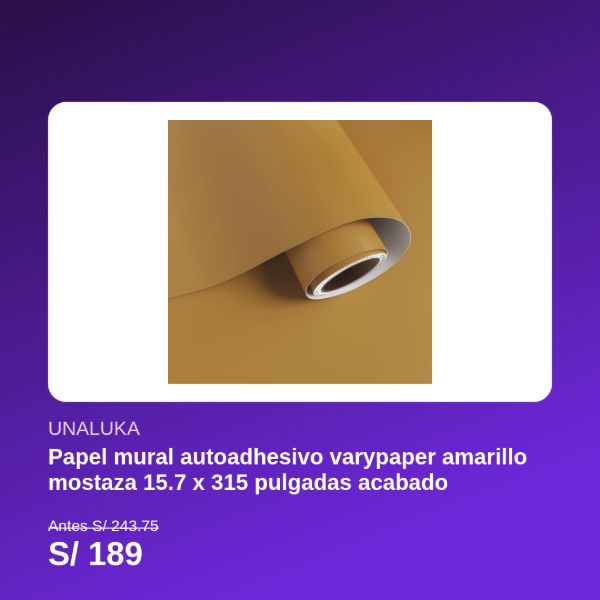 UNALUKA
Papel mural autoadhesivo varypaper amarillo
mostaza 15.7 x 315 pulgadas acabado
Antes S/ 243.75
S/ 189